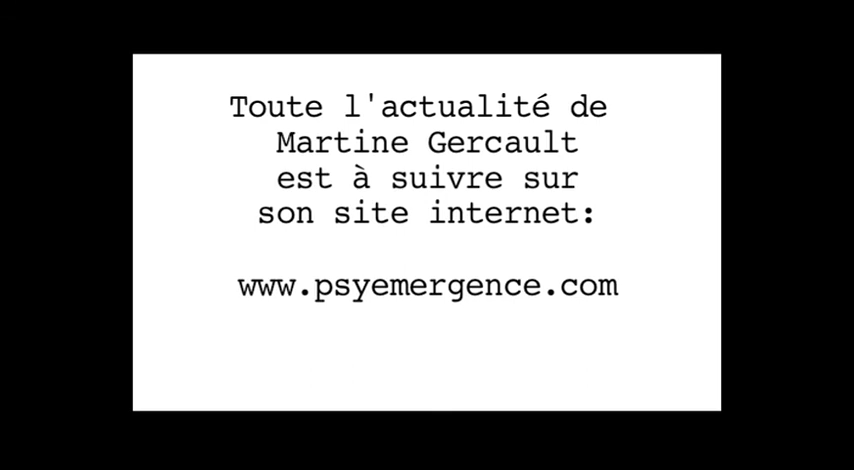 Toute l'actualité de
Martine Gercault
est à suivre sur
son site internet:
www.psyemergence.com